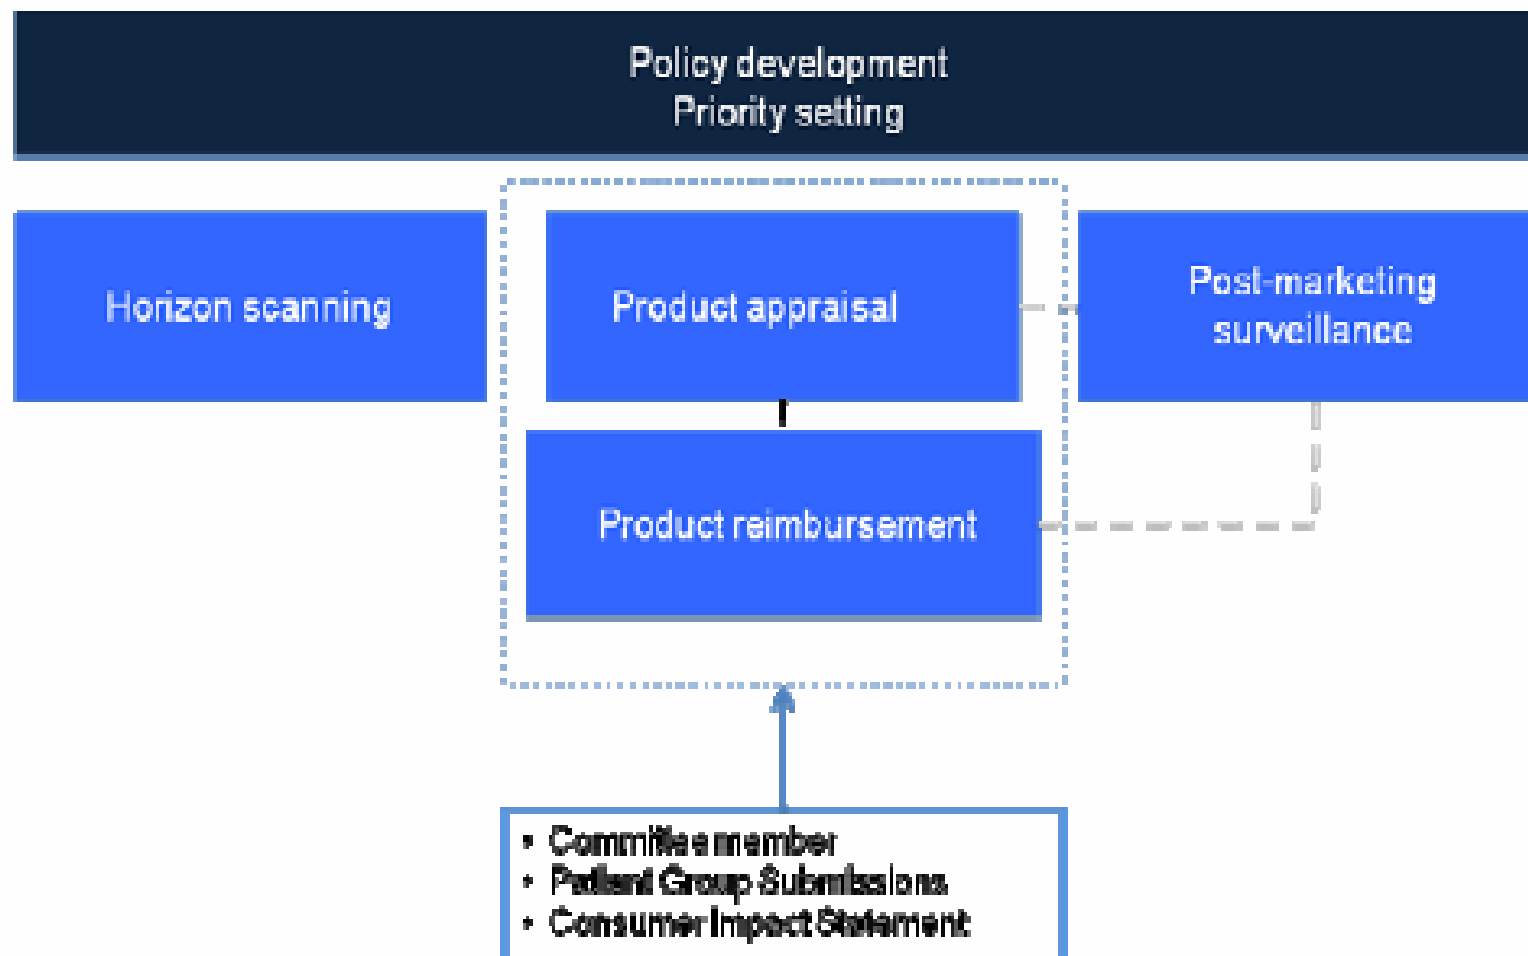 Policy development
Priority setting
Horizon scanning
Product appraisal
Post-marketing
surveillance
Product reimbursement
• Committee member
• Patient Group Submissions
• Consumer Impact Statement